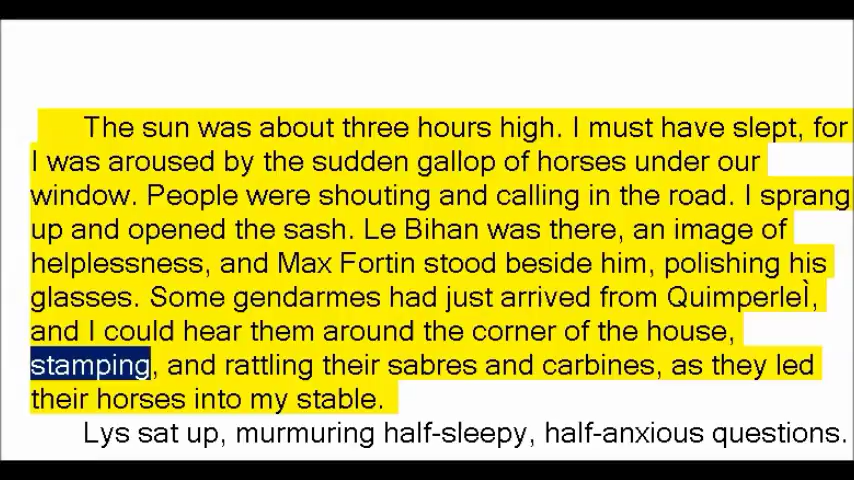 The sun was about three hours high. I must have slept, for
I was aroused by the sudden gallop of horses under our
window. People were shouting and calling in the road. I sprang
up and opened the sash. Le Bihan was there, an image of
helplessness, and Max Fortin stood beside him, polishing his
glasses. Some gendarmes had just arrived from QuimperleÌ,
and I could hear them around the corner of the house,
stamping, and rattling their sabres and carbines, as they led
their horses into my stable.
Lys sat up, murmuring half-sleepy, half-anxious questions.